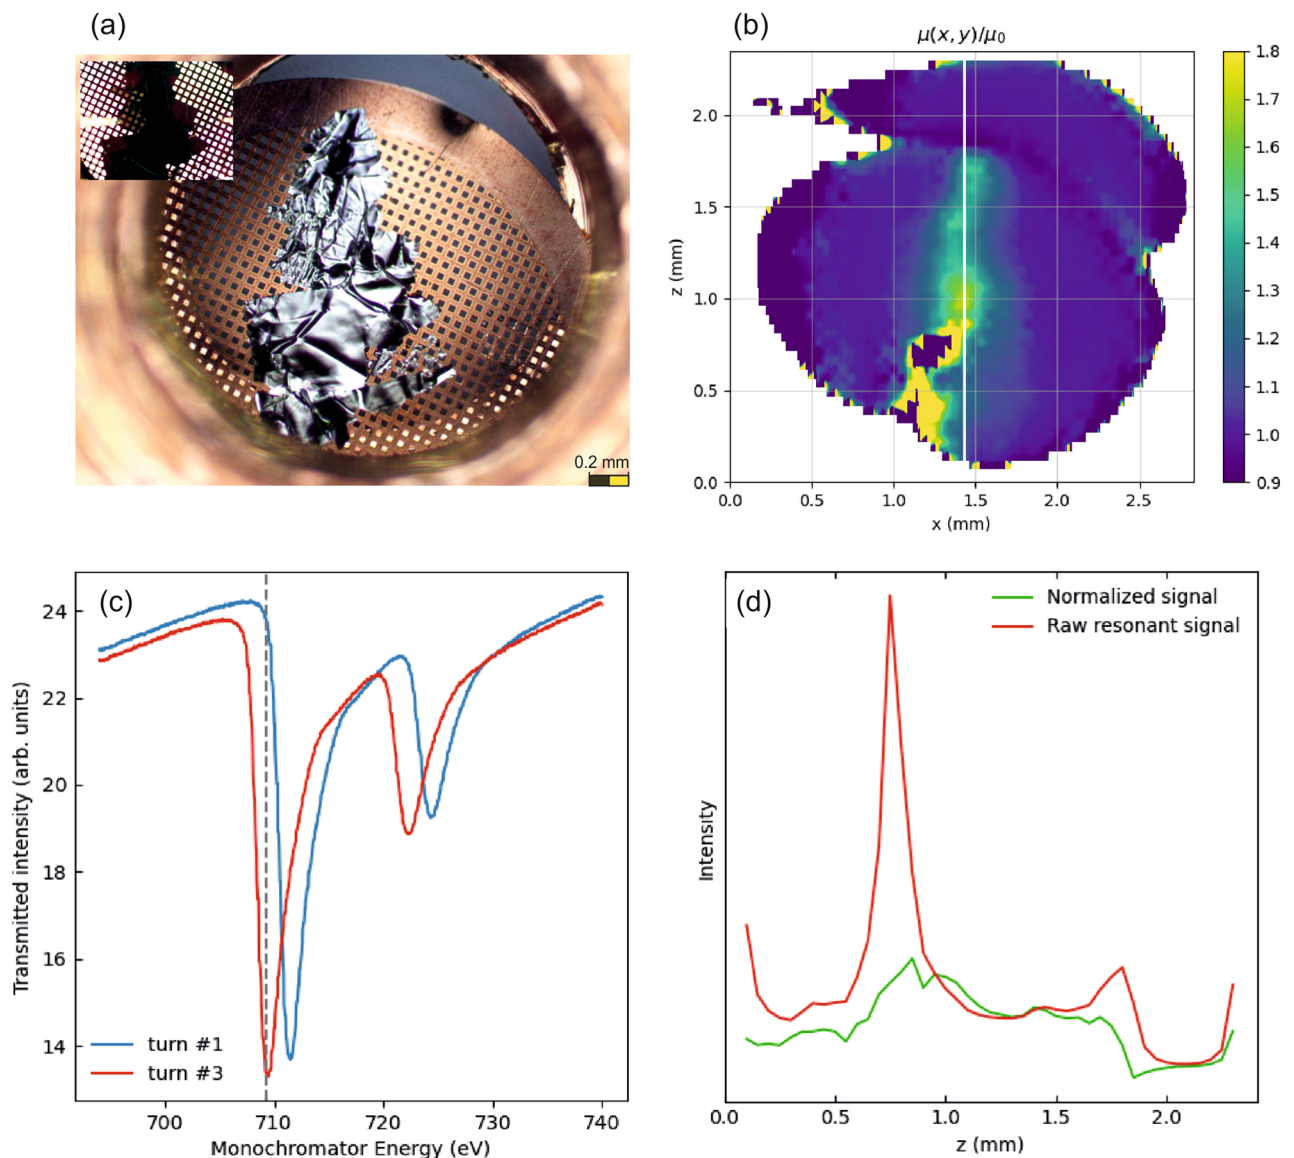 (a)
0.2 mm
(b)
μ(x, y)/μ₀
z (mm)
2.0
1.5
1.0
0.5
0.0
0.0 0.5 1.0 1.5 2.0 2.5
x (mm)
1.8
1.7
1.6
1.5
1.4
1.3
1.2
1.1
1.0
0.9
(c)
Transmitted intensity (arb. units)
24
22
20
18
16
14
turn #1
turn #3
700 710 720 730 740
Monochromator Energy (eV)
(d)
Normalized signal
Raw resonant signal
Intensity
0.0 0.5 1.0 1.5 2.0
z (mm)